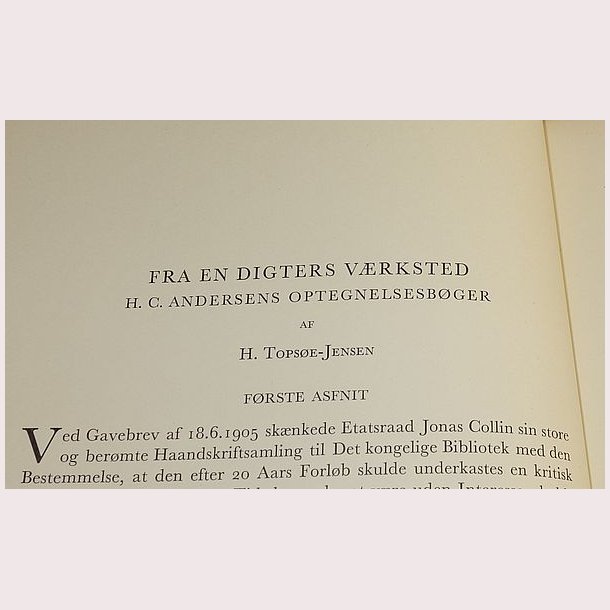 FRA EN DIGTERS VÆRKSTED
H. C. ANDERSENS OPTEGNELSESBØGER
AF
H. TOPSØE-JENSEN
FØRSTE ASFNIT
Ved Gavebrev af 18.6.1905 skænkede Etatsraad Jonas Collin sin store
og berømte Haandskriftsamling til Det kongelige Bibliotek med den
Bestemmelse, at den efter 20 Aars Forløb skulde underkastes en kritisk